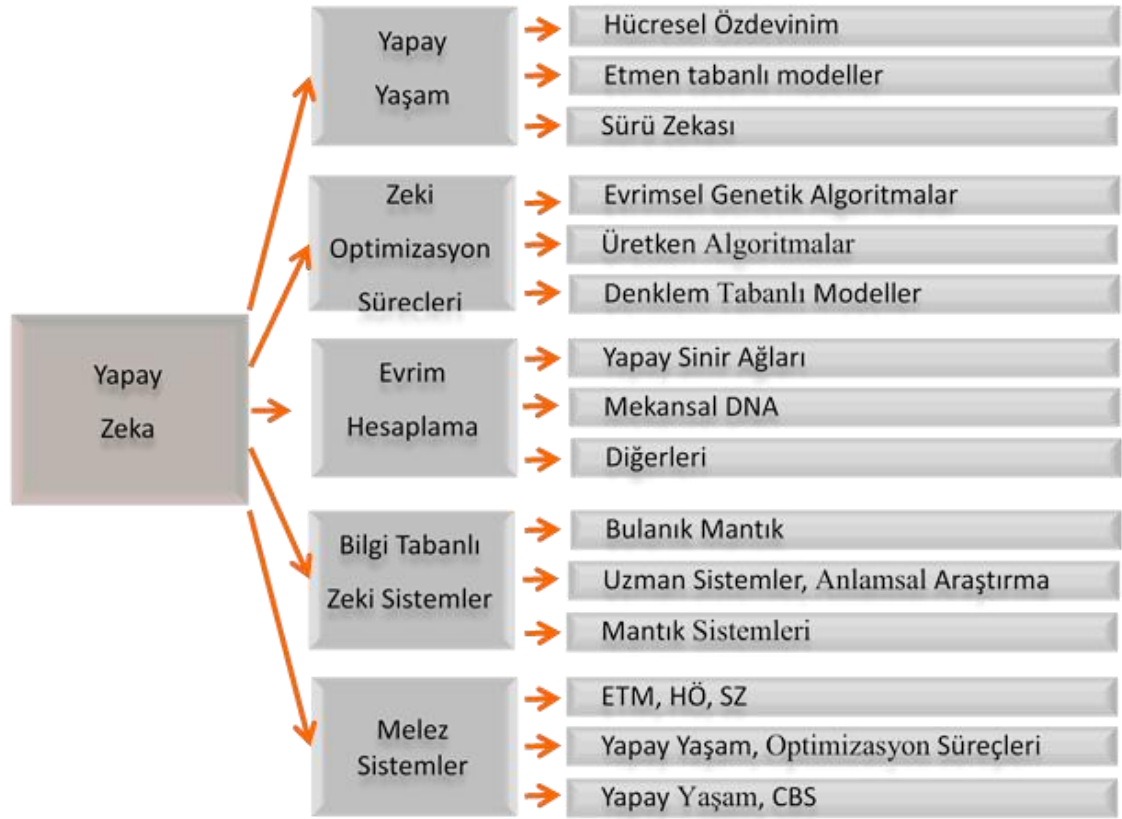 Yapay
Zeka
Yapay
Yaşam
Hücresel Özdevinim
Etmen tabanlı modeller
Sürü Zekası
Zeki
Optimizasyon
Sürecleri
Evrimsel Genetik Algoritmalar
Üretken Algoritmalar
Denklem Tabanlı Modeller
Evrim
Hesaplama
Yapay Sinir Ağları
Mekansal DNA
Diğerleri
Bilgi Tabanlı
Zeki Sistemler
Bulanık Mantık
Uzman Sistemler, Anlamsal Araştırma
Mantık Sistemleri
Melez
Sistemler
ETM, HÖ, SZ
Yapay Yaşam, Optimizasyon Süreçleri
Yapay Yaşam, CBS